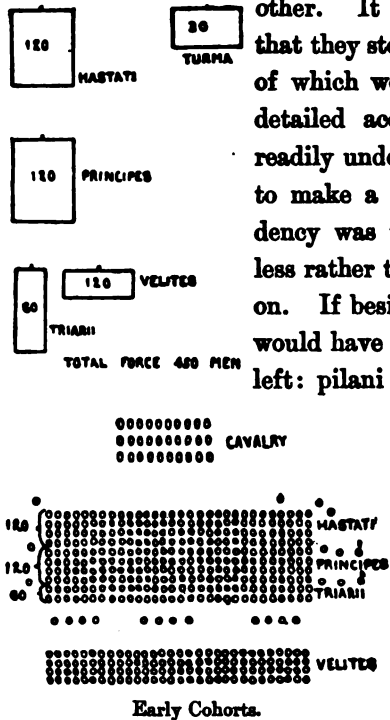 120
HASTATI
30
TURMA
120
PRINCIPES
60
TRIARII
120
VELITES
TOTAL FORCE 450 MEN
other. It
that they sto
of which we
detailed acc
readily unde
to make a
dency was
less rather t
on. If besi
would have
left: pilani
CAVALRY
120
HASTATI
120
PRINCIPES
60
TRIARII
VELITES
Early Cohorts.